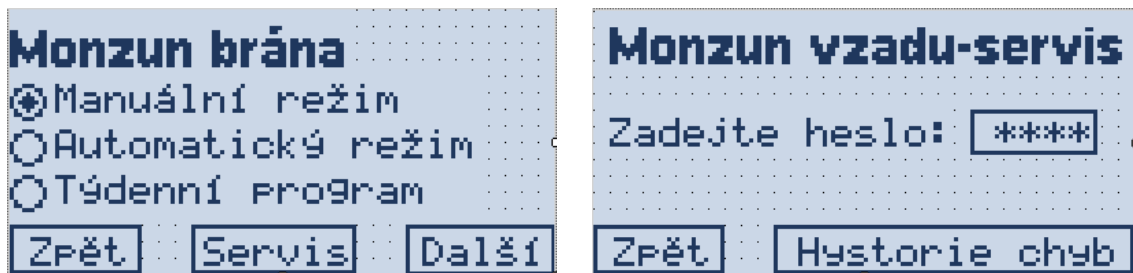 Monzun brána
Manuální režim
Automatický režim
Týdenní program
Zpět Servis Další
Monzun vzadu-servis
Zadejte heslo: ****
Zpět Hystorie chyb